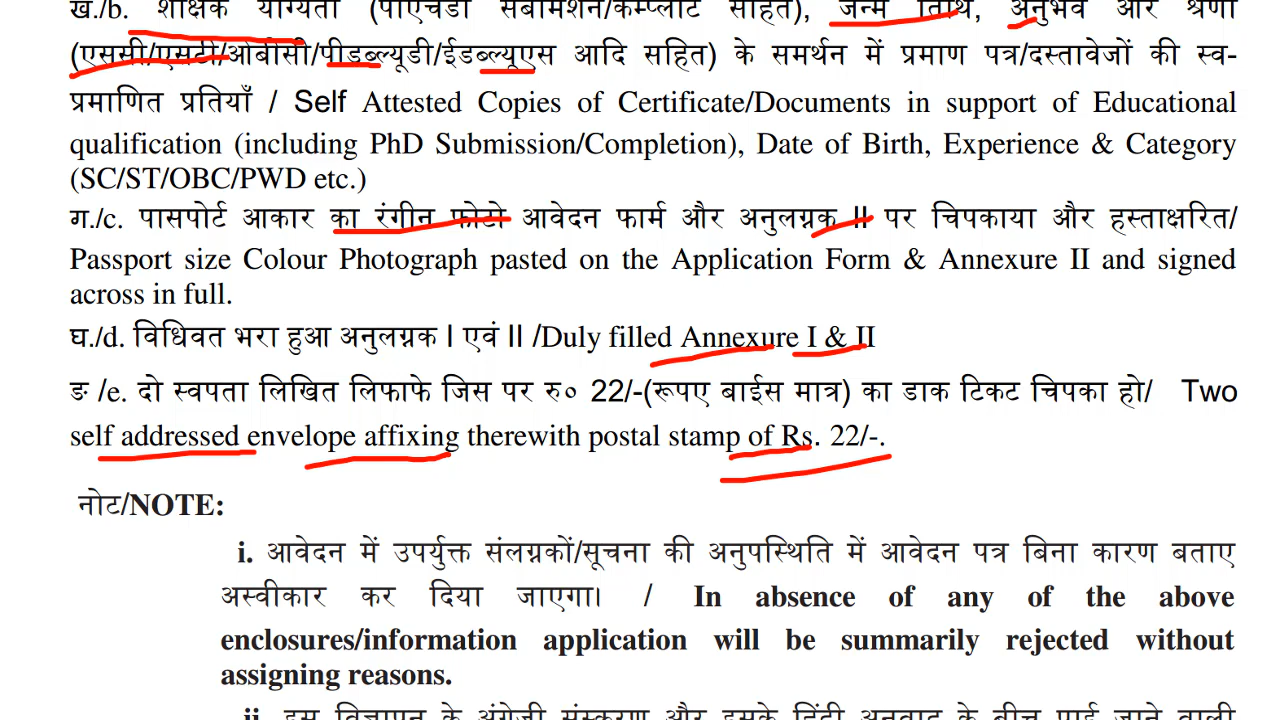 ख./b. शैक्षिक योग्यता (पीएचडी सबमिशन/कम्प्लीट सहित), जन्म तिथि, अनुभव और श्रेणी
(एससी/एसटी/ओबीसी/पीडब्ल्यूडी/ईडब्ल्यूएस आदि सहित) के समर्थन में प्रमाण पत्र/दस्तावेजों की स्व-
प्रमाणित प्रतियाँ / Self Attested Copies of Certificate/Documents in support of Educational
qualification (including PhD Submission/Completion), Date of Birth, Experience & Category
(SC/ST/OBC/PWD etc.)
ग./c. पासपोर्ट आकार का रंगीन फोटो आवेदन फार्म और अनुलग्नक II पर चिपकाया और हस्ताक्षरित/
Passport size Colour Photograph pasted on the Application Form & Annexure II and signed
across in full.
घ./d. विधिवत भरा हुआ अनुलग्नक I एवं II /Duly filled Annexure I & II
ङ /e. दो स्वपता लिखित लिफाफे जिस पर रु० 22/-(रूपए बाईस मात्र) का डाक टिकट चिपका हो/ Two
self addressed envelope affixing therewith postal stamp of Rs. 22/-.
नोट/NOTE:
i. आवेदन में उपर्युक्त संलग्नकों/सूचना की अनुपस्थिति में आवेदन पत्र बिना कारण बताए
अस्वीकार कर दिया जाएगा। / In absence of any of the above
enclosures/information application will be summarily rejected without
assigning reasons.
ii. इस विज्ञापन के अंग्रेजी संस्करण और इसके हिंदी अनुवाद के बीच पाई जाने वाली